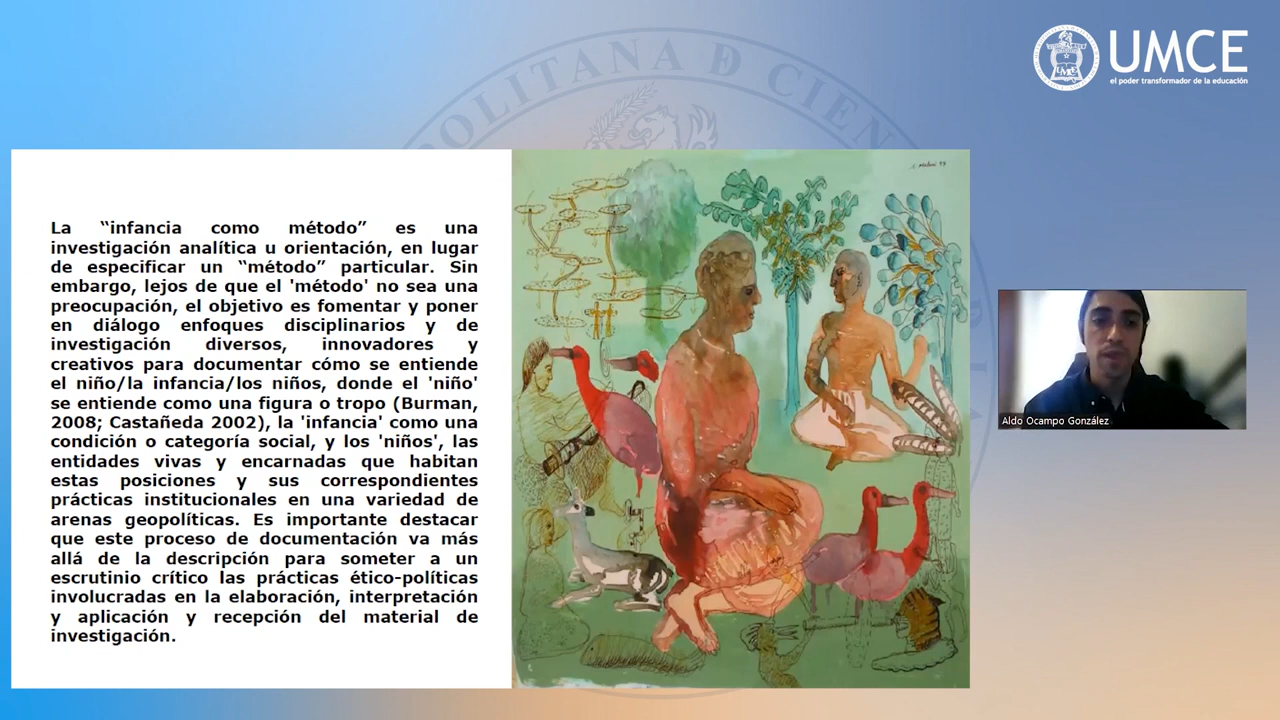 POLITANA D CIEN
UMCE
el poder transformador de la educación
La “infancia como método” es una
investigación analítica u orientación, en lugar
de especificar un “método” particular. Sin
embargo, lejos de que el 'método' no sea una
preocupación, el objetivo es fomentar y poner
en diálogo enfoques disciplinarios y de
investigación diversos, innovadores y
creativos para documentar cómo se entiende
el niño/la infancia/los niños, donde el 'niño'
se entiende como una figura o tropo (Burman,
2008; Castañeda 2002), la 'infancia' como una
condición o categoría social, y los 'niños', las
entidades vivas y encarnadas que habitan
estas posiciones y sus correspondientes
prácticas institucionales en una variedad de
arenas geopolíticas. Es importante destacar
que este proceso de documentación va más
allá de la descripción para someter a un
escrutinio crítico las prácticas ético-políticas
involucradas en la elaboración, interpretación
y aplicación y recepción del material de
investigación.
Aldo Ocampo González